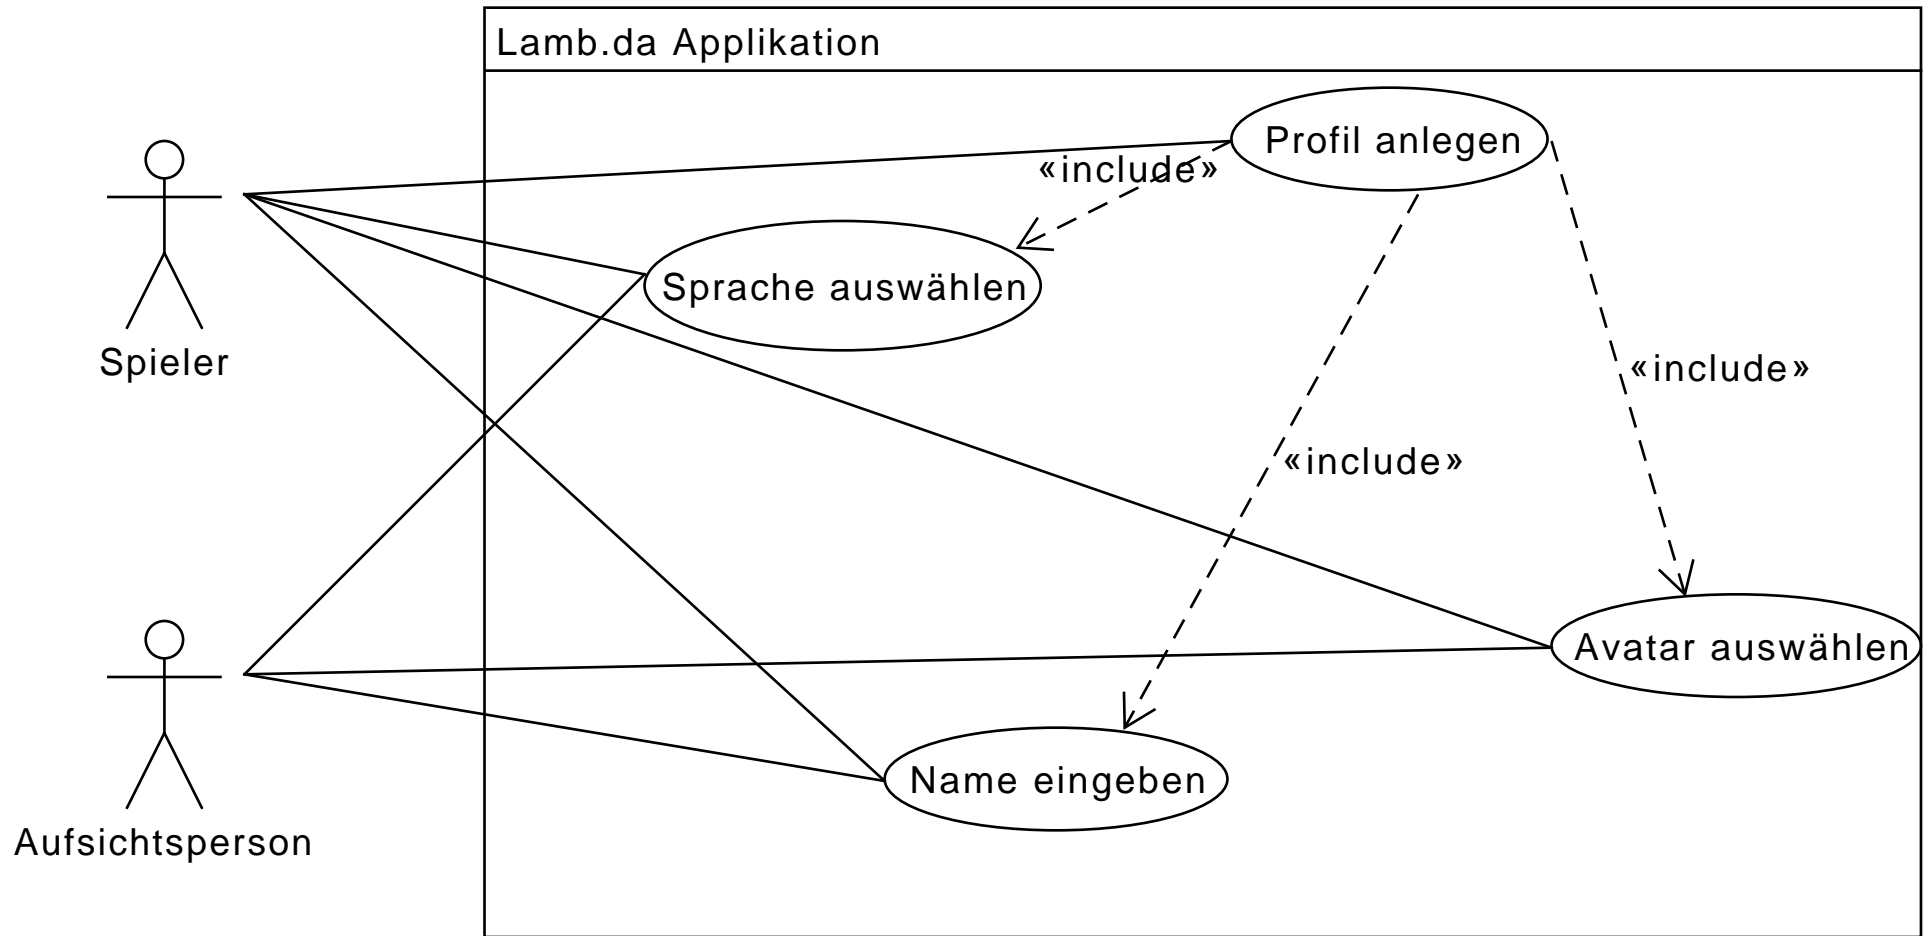 Lamb.da Applikation
Profil anlegen
«include»
Sprache auswählen
Spieler
«include»
«include»
Avatar auswählen
Name eingeben
Aufsichtsperson